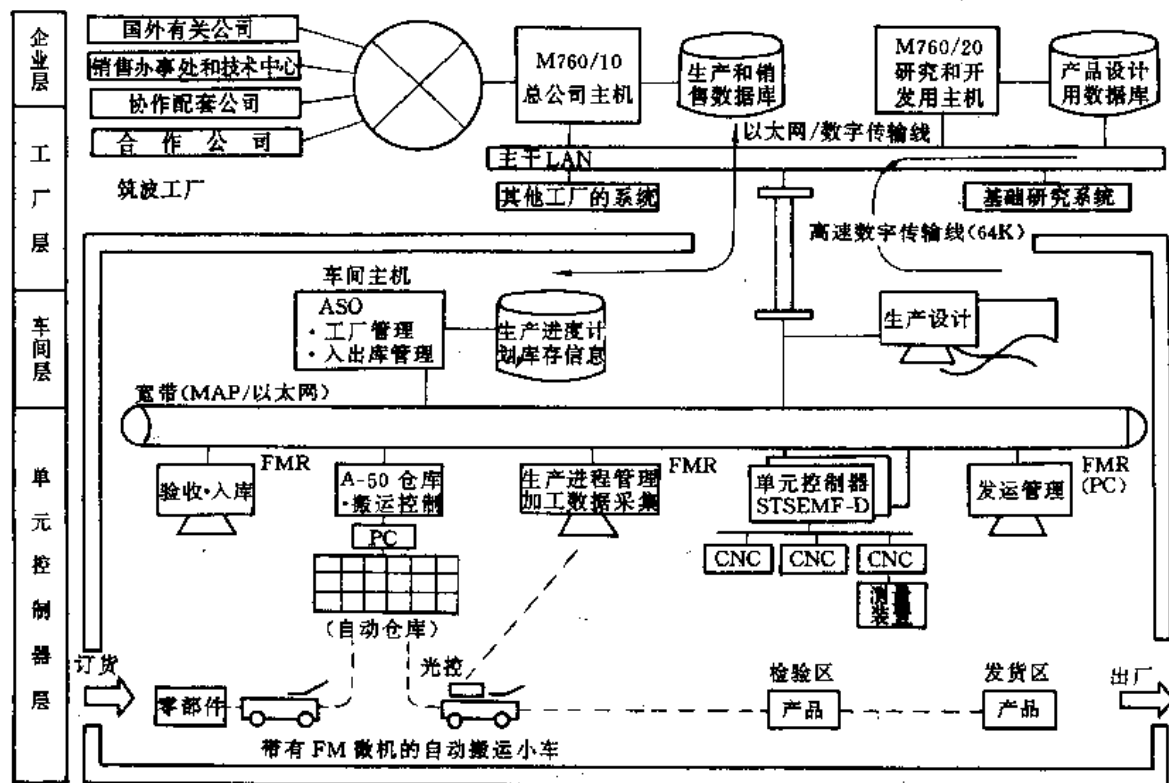 企业层
国外有关公司
销售办事处和技术中心
协作配套公司
合作公司
M760/10
总公司主机
生产和销
售数据库
M760/20
研究和开
发用主机
产品设计
用数据库
以太网/数字传输线
工厂层
主干LAN
筑波工厂
其他工厂的系统
基础研究系统
高速数字传输线(64K)
车间层
车间主机
ASO
·工厂管理
·入出库管理
生产进度计
划库存信息
生产设计
宽带(MAP/以太网)
单元控制器层
验收·入库
FMR
A-50仓库
·搬运控制
生产进程管理
加工数据采集
FMR
单元控制器
STSEMF-D
发运管理
FMR
(PC)
PC
CNC
CNC
CNC
测量
装置
(自动仓库)
订货
光控
检验区
发货区
出厂
零部件
产品
产品
带有FM微机的自动搬运小车